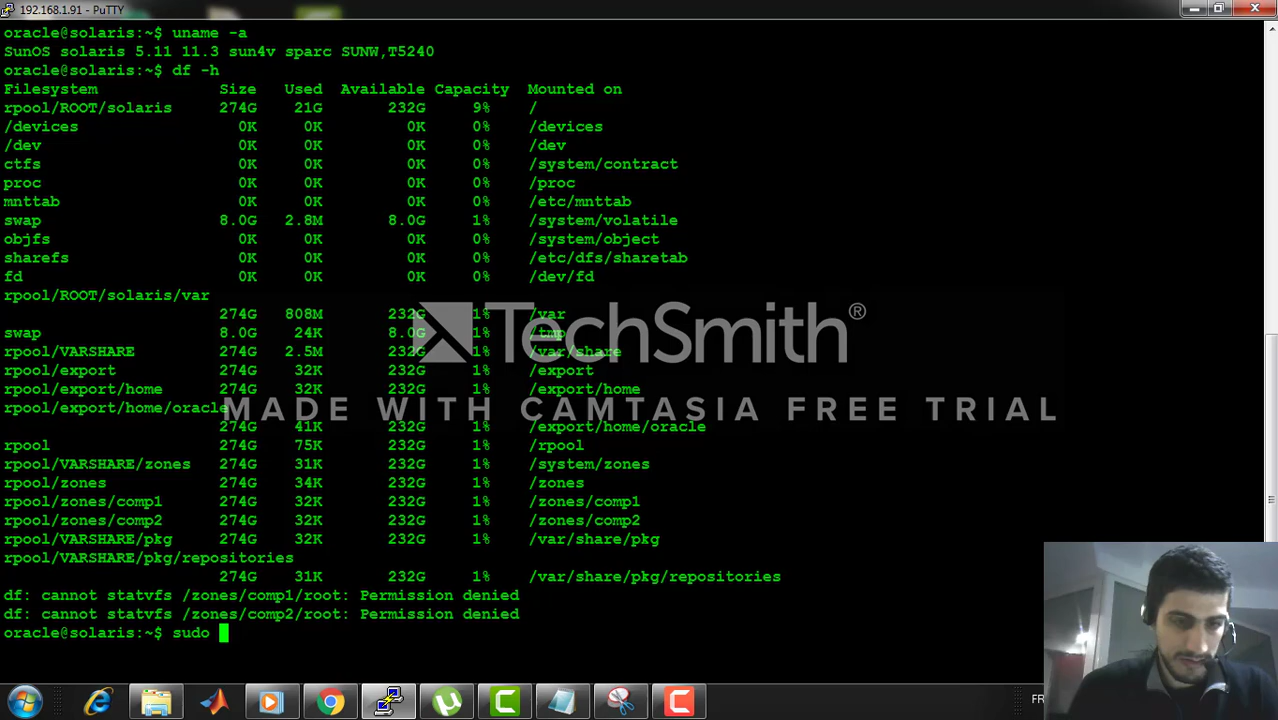 192.168.1.91 - PuTTY
oracle@solaris:~$ uname -a
SunOS solaris 5.11 11.3 sun4v sparc SUNW,T5240
oracle@solaris:~$ df -h
Filesystem Size Used Available Capacity Mounted on
rpool/ROOT/solaris 274G 21G 232G 9% /
/devices 0K 0K 0K 0% /devices
/dev 0K 0K 0K 0% /dev
ctfs 0K 0K 0K 0% /system/contract
proc 0K 0K 0K 0% /proc
mnttab 0K 0K 0K 0% /etc/mnttab
swap 8.0G 2.8M 8.0G 1% /system/volatile
objfs 0K 0K 0K 0% /system/object
sharefs 0K 0K 0K 0% /etc/dfs/sharetab
fd 0K 0K 0K 0% /dev/fd
rpool/ROOT/solaris/var
274G 808M 232G 1% /var
swap 8.0G 24K 8.0G 1% /tmp
rpool/VARSHARE 274G 2.5M 232G 1% /var/share
rpool/export 274G 32K 232G 1% /export
rpool/export/home 274G 32K 232G 1% /export/home
rpool/export/home/oracle
274G 41K 232G 1% /export/home/oracle
rpool 274G 75K 232G 1% /rpool
rpool/VARSHARE/zones 274G 31K 232G 1% /system/zones
rpool/zones 274G 34K 232G 1% /zones
rpool/zones/comp1 274G 32K 232G 1% /zones/comp1
rpool/zones/comp2 274G 32K 232G 1% /zones/comp2
rpool/VARSHARE/pkg 274G 32K 232G 1% /var/share/pkg
rpool/VARSHARE/pkg/repositories
274G 31K 232G 1% /var/share/pkg/repositories
df: cannot statvfs /zones/comp1/root: Permission denied
df: cannot statvfs /zones/comp2/root: Permission denied
oracle@solaris:~$ sudo
TechSmith®
MADE WITH CAMTASIA FREE TRIAL
FR